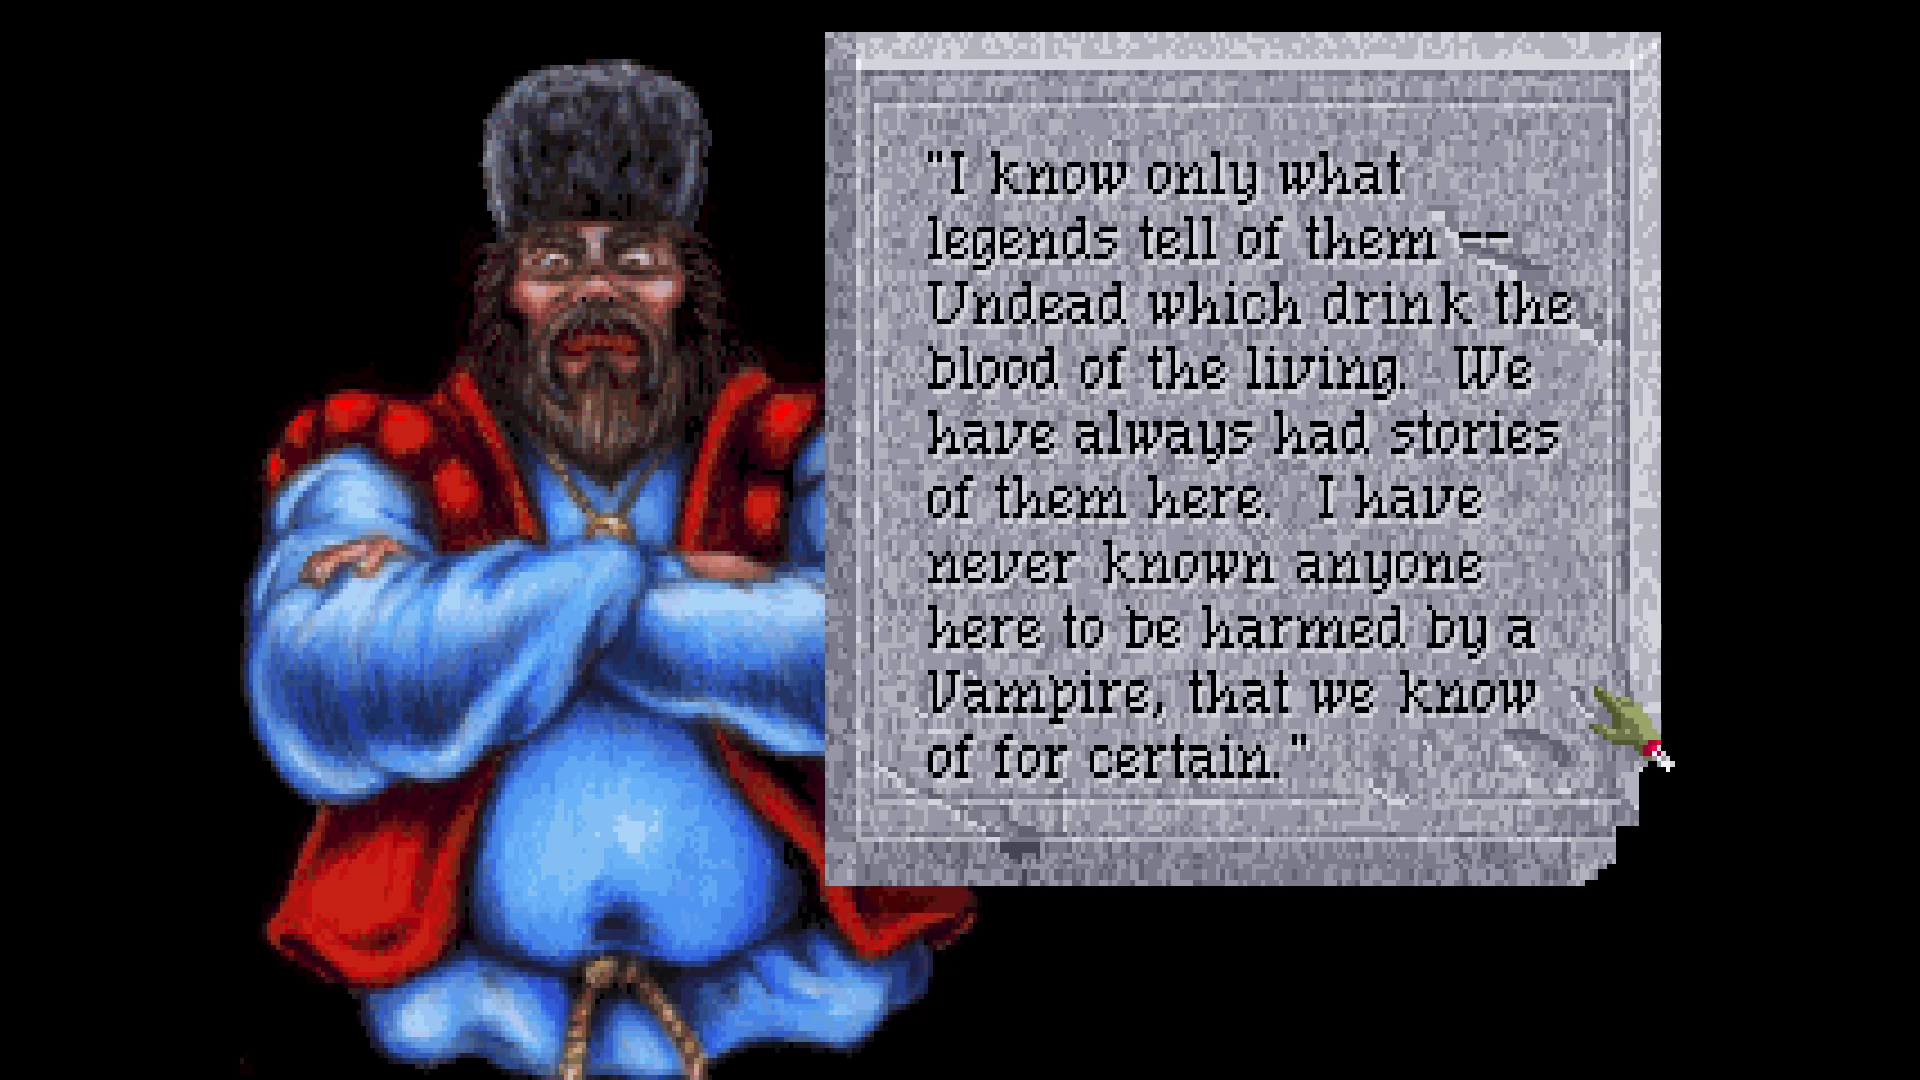 "I know only what
legends tell of them --
Undead which drink the
blood of the living.  We
have always had stories
of them here.  I have
never known anyone
here to be harmed by a
Vampire, that we know
of for certain."